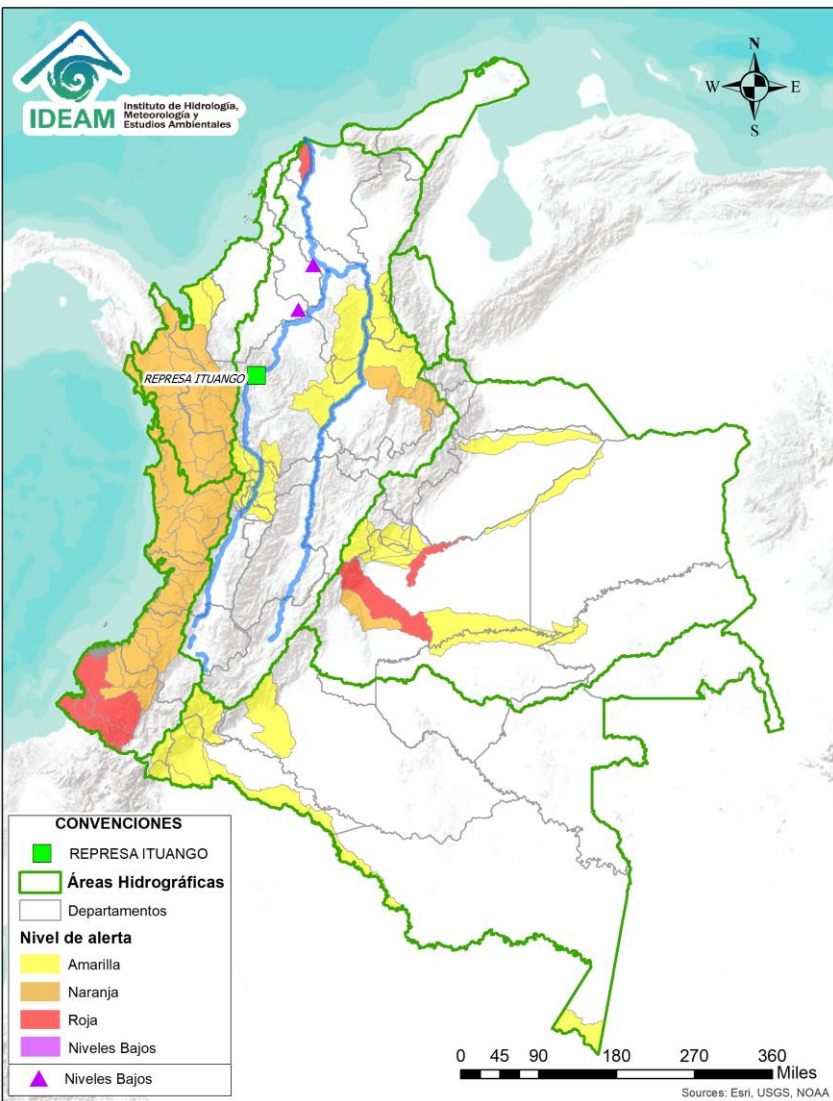 IDEAM
Instituto de Hidrología,
Meteorología y
Estudios Ambientales
N
W
E
S
REPRESA ITUANGO
CONVENCIONES
REPRESA ITUANGO
Áreas Hidrográficas
Departamentos
Nivel de alerta
Amarilla
Naranja
Roja
Niveles Bajos
Niveles Bajos
0 45 90 180 270 360
Miles
Sources: Esri, USGS, NOAA